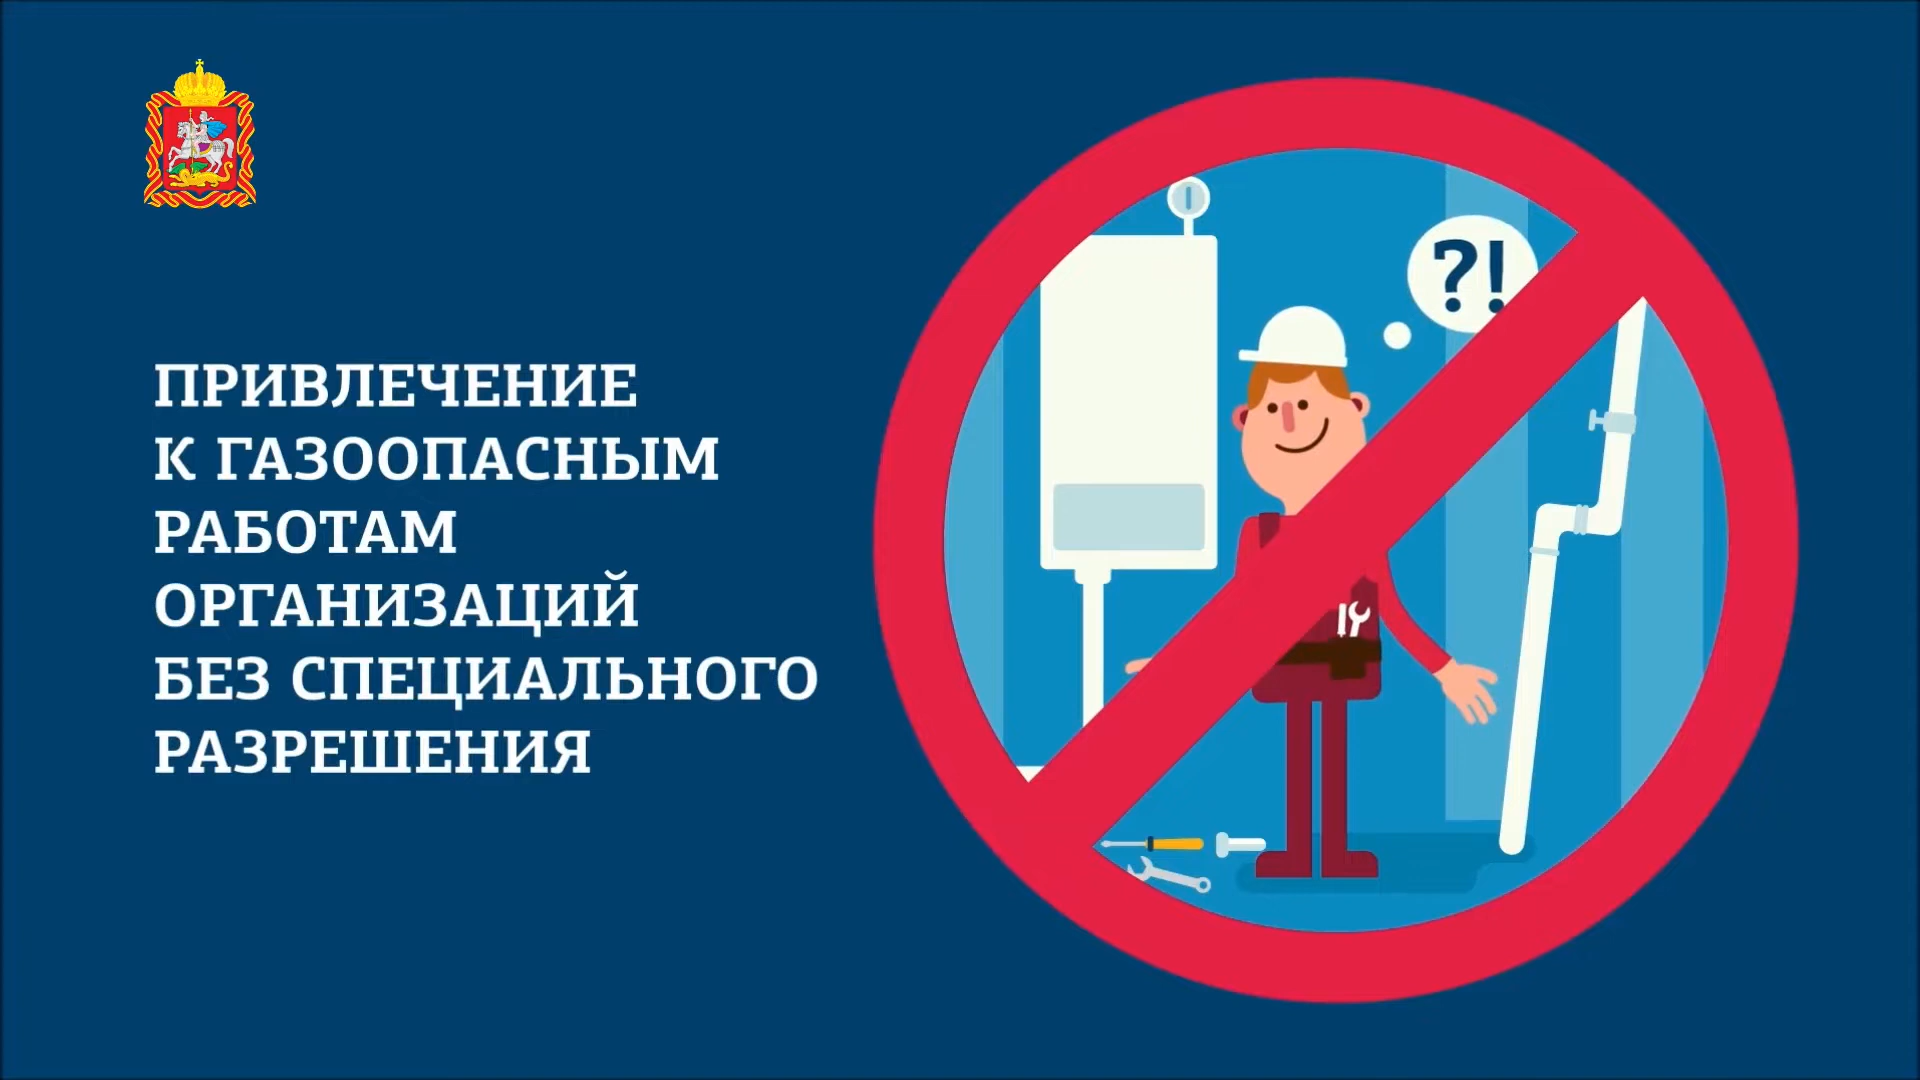 ПРИВЛЕЧЕНИЕ
К ГАЗООПАСНЫМ
РАБОТАМ
ОРГАНИЗАЦИЙ
БЕЗ СПЕЦИАЛЬНОГО
РАЗРЕШЕНИЯ
?!